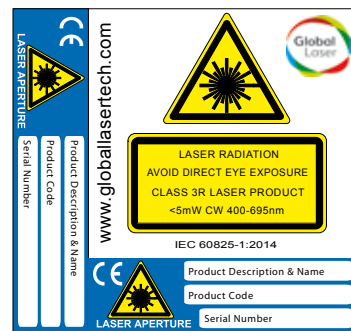 CE
LASER APERTURE
Serial Number
Product Code
Product Description & Name
www.globallasertech.com
Global
Laser
LASER RADIATION
AVOID DIRECT EYE EXPOSURE
CLASS 3R LASER PRODUCT
<5mW CW 400-695nm
IEC 60825-1:2014
CE
LASER APERTURE
Product Description & Name
Product Code
Serial Number